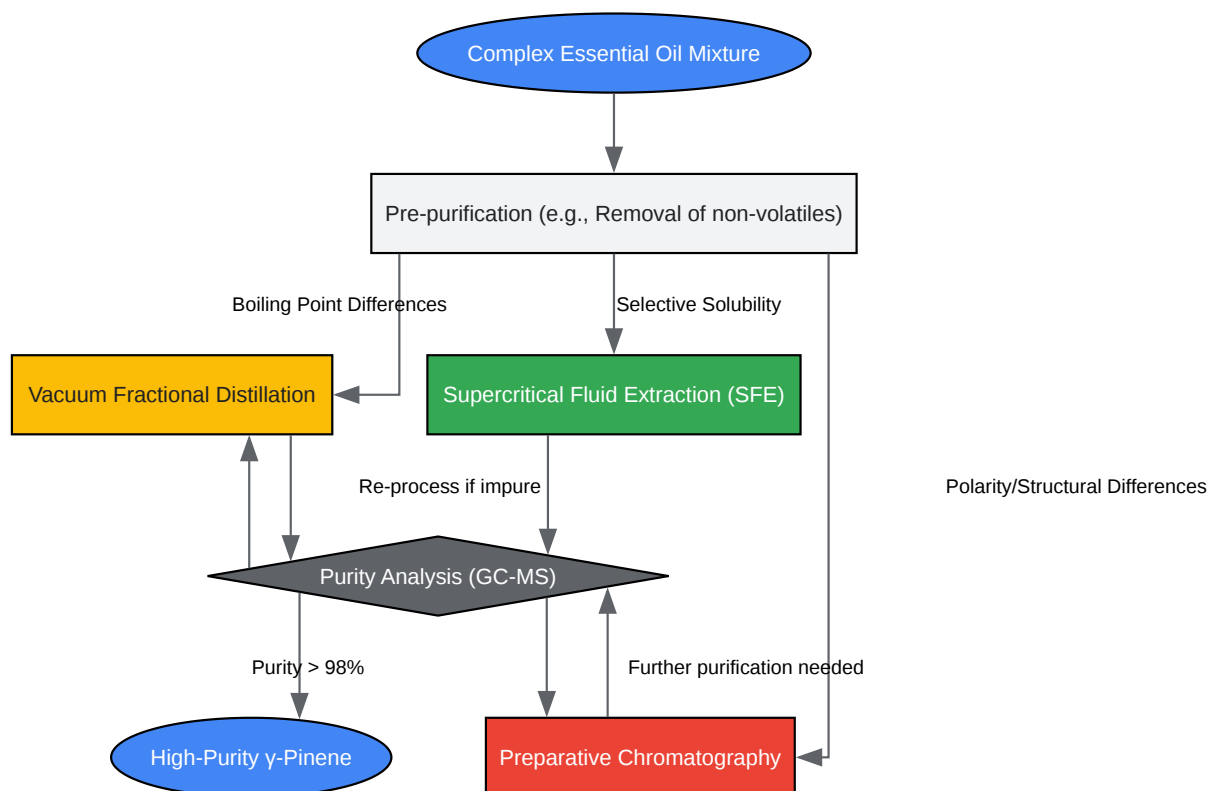 Complex Essential Oil Mixture
Pre-purification (e.g., Removal of non-volatiles)
Boiling Point Differences
Selective Solubility
Vacuum Fractional Distillation
Supercritical Fluid Extraction (SFE)
Re-process if impure
Polarity/Structural Differences
Purity Analysis (GC-MS)
Purity > 98%
Further purification needed
High-Purity γ-Pinene
Preparative Chromatography